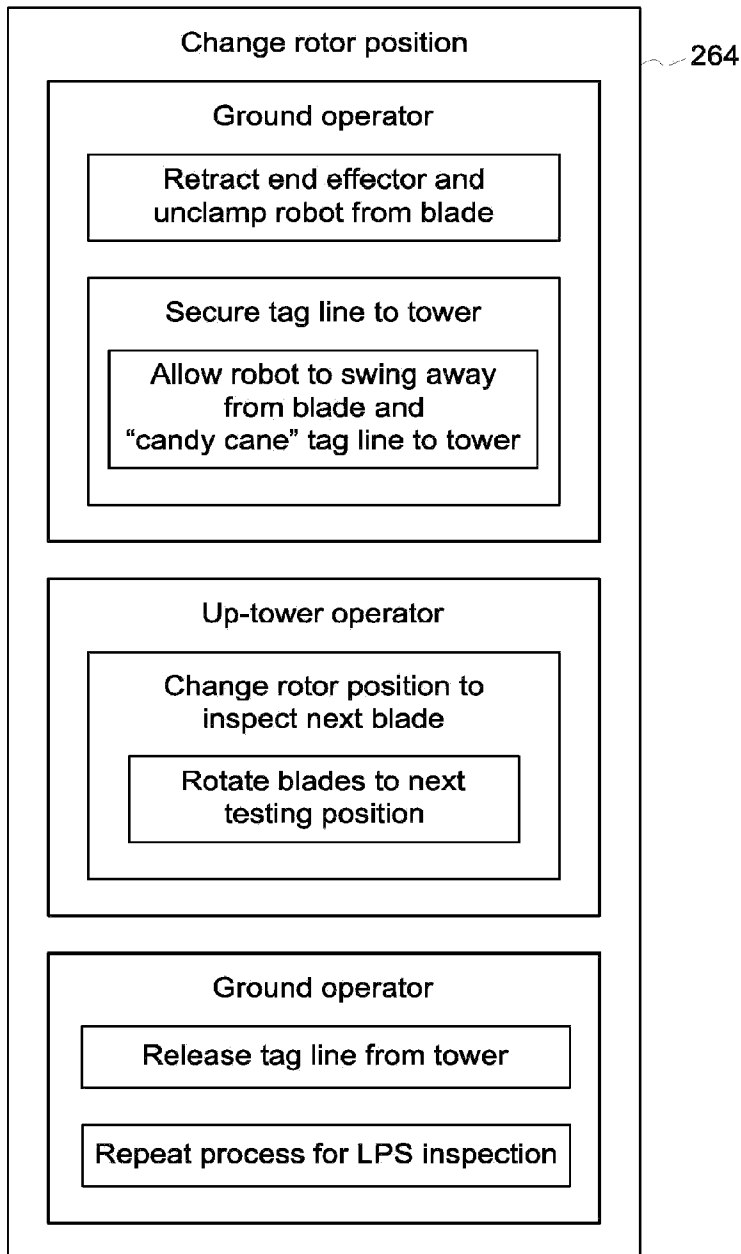 Change rotor position
264
Ground operator
Retract end effector and
unclamp robot from blade
Secure tag line to tower
Allow robot to swing away
from blade and
“candy cane” tag line to tower
Up-tower operator
Change rotor position to
inspect next blade
Rotate blades to next
testing position
Ground operator
Release tag line from tower
Repeat process for LPS inspection